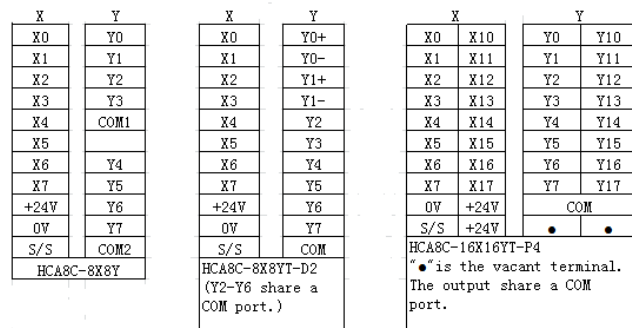 X Y
X0 Y0
X1 Y1
X2 Y2
X3 Y3
X4 COM1
X5
X6 Y4
X7 Y5
+24V Y6
0V Y7
S/S COM2
HCA8C-8X8Y
X Y
X0 Y0+
X1 Y0-
X2 Y1+
X3 Y1-
X4 Y2
X5 Y3
X6 Y4
X7 Y5
+24V Y6
0V Y7
S/S COM
HCA8C-8X8YT-D2
(Y2-Y6 share a
COM port.)
X Y
X0 X10 Y0 Y10
X1 X11 Y1 Y11
X2 X12 Y2 Y12
X3 X13 Y3 Y13
X4 X14 Y4 Y14
X5 X15 Y5 Y15
X6 X16 Y6 Y16
X7 X17 Y7 Y17
0V +24V COM
S/S +24V ● ●
HCA8C-16X16YT-P4
"●"is the vacant terminal.
The output share a COM
port.